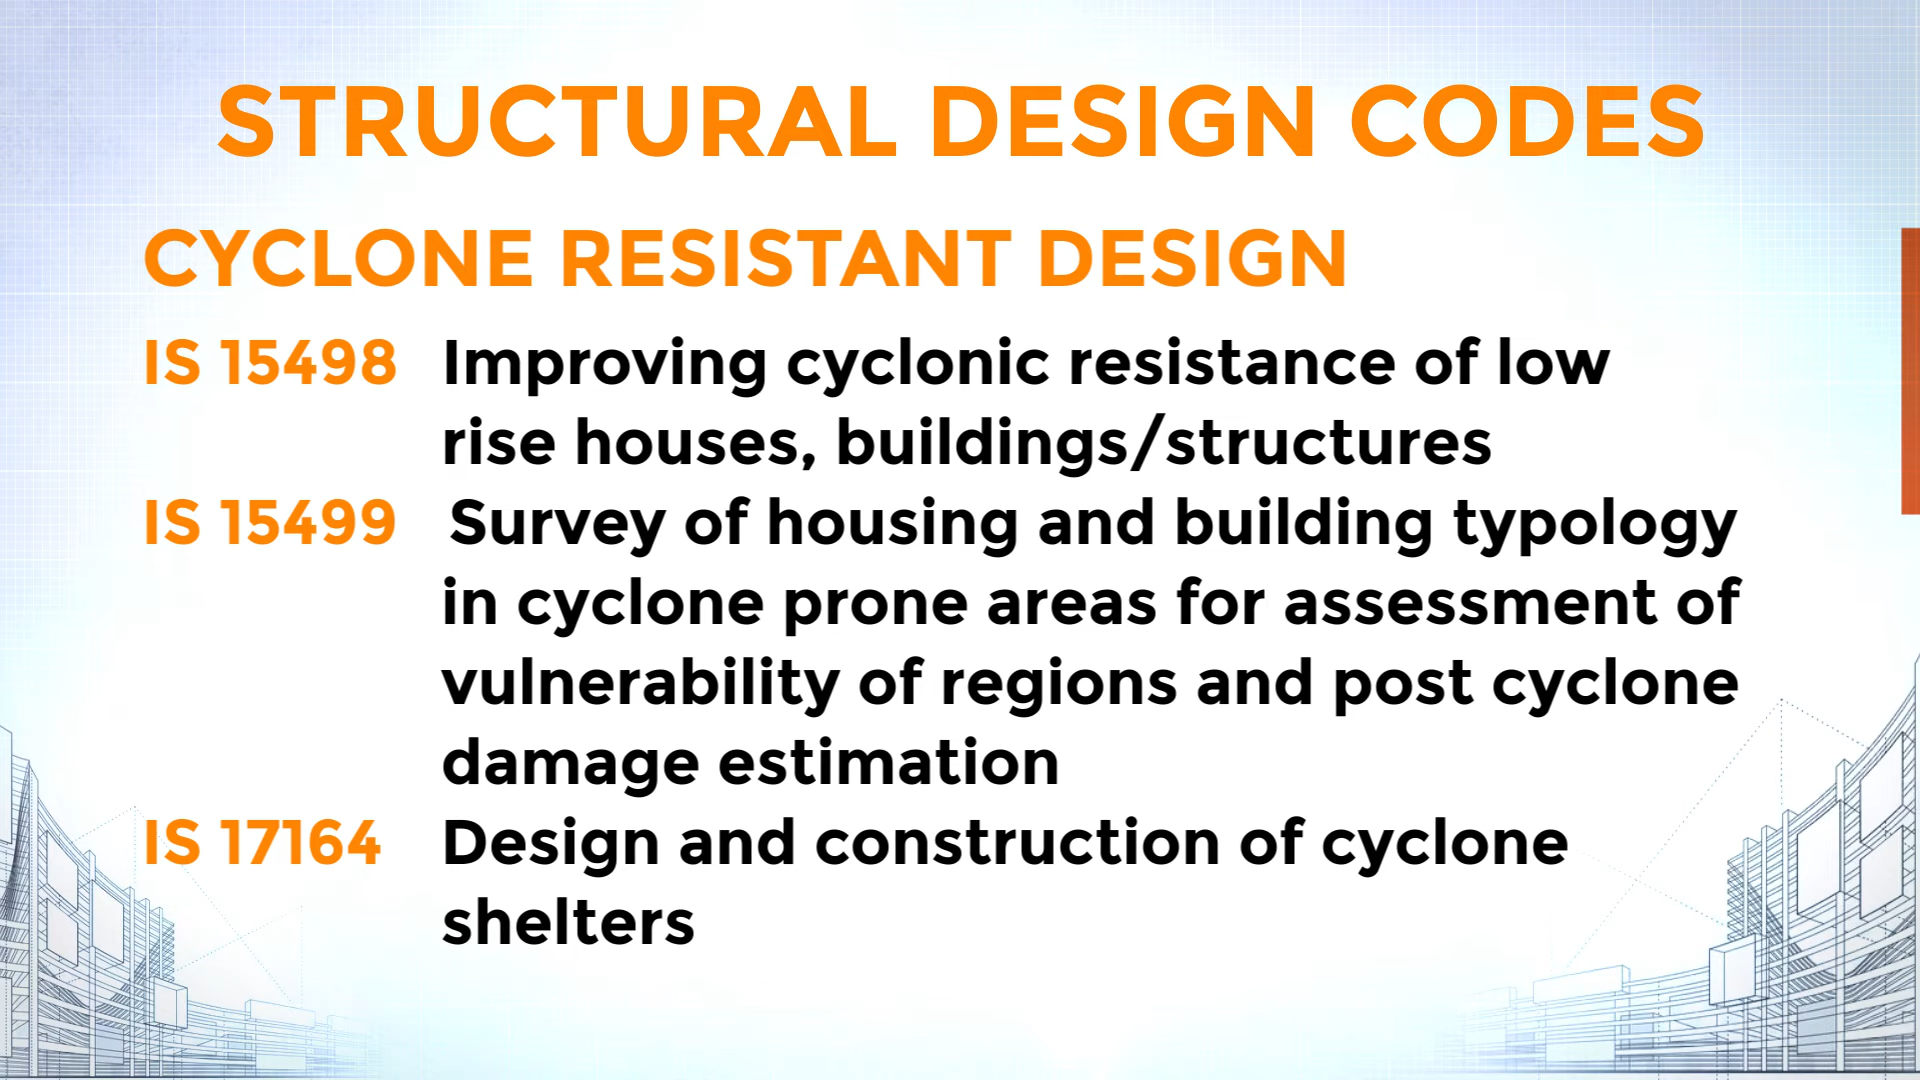 STRUCTURAL DESIGN CODES
CYCLONE RESISTANT DESIGN
IS 15498 Improving cyclonic resistance of low
rise houses, buildings/structures
IS 15499 Survey of housing and building typology
in cyclone prone areas for assessment of
vulnerability of regions and post cyclone
damage estimation
IS 17164 Design and construction of cyclone
shelters